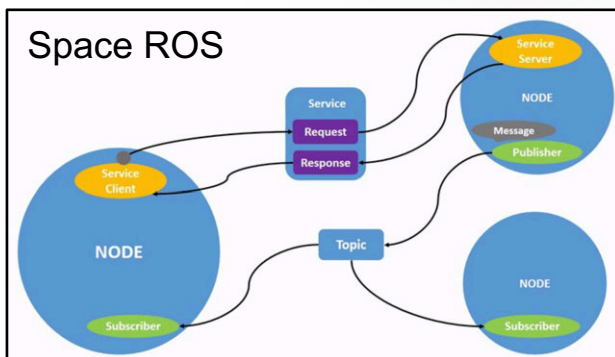 Space ROS
Service
Server
Service
NODE
Request
Message
Response
Publisher
Service
Client
NODE
Topic
NODE
Subscriber
Subscriber